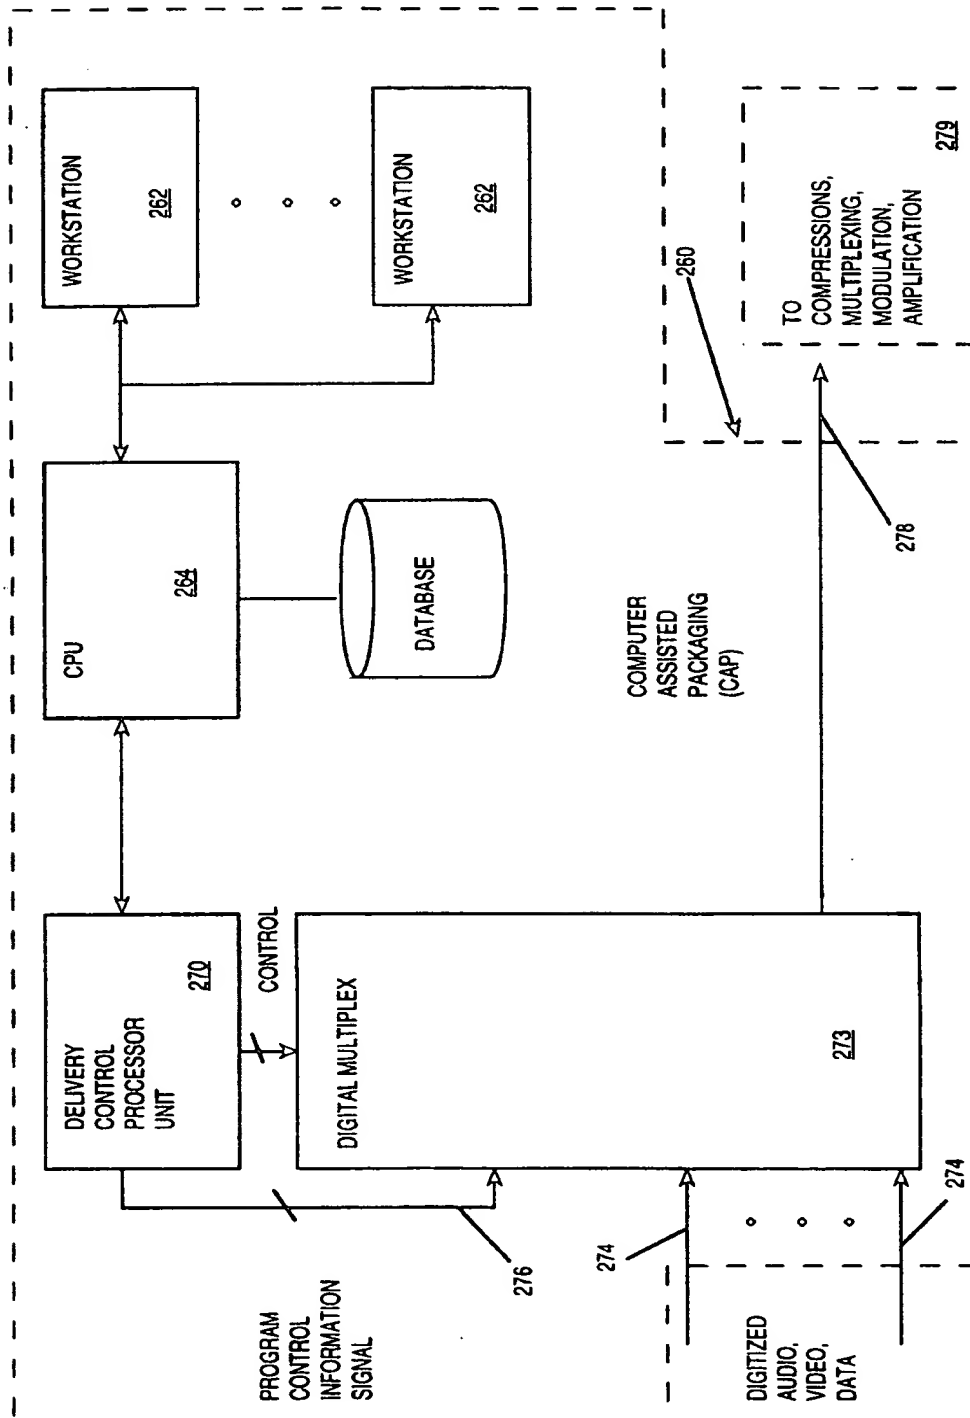 WORKSTATION
262
WORKSTATION
262
CPU
264
DATABASE
DELIVERY
CONTROL
PROCESSOR
UNIT
270
CONTROL
DIGITAL MULTIPLEX
273
PROGRAM
CONTROL
INFORMATION
SIGNAL
276
DIGITIZED
AUDIO,
VIDEO,
DATA
274
274
COMPUTER
ASSISTED
PACKAGING
(CAP)
260
278
TO
COMPRESSIONS,
MULTIPLEXING,
MODULATION,
AMPLIFICATION
279